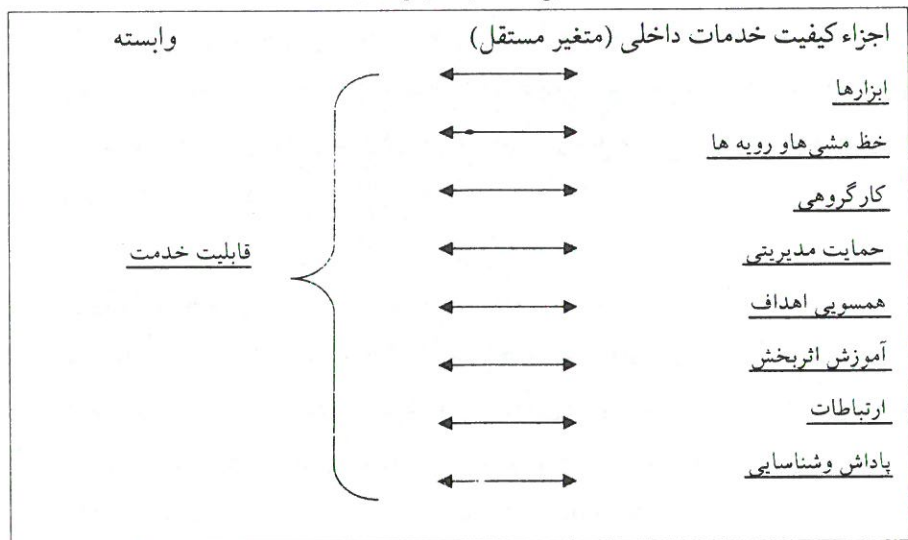 اجزاء کیفیت خدمات داخلی (متغیر مستقل) وابسته
ابزارها
خظ مشی‌هاو رویه ها
کارگروهی
حمایت مدیریتی
قابلیت خدمت
همسویی اهداف
آموزش اثربخش
ارتباطات
پاداش وشناسایی